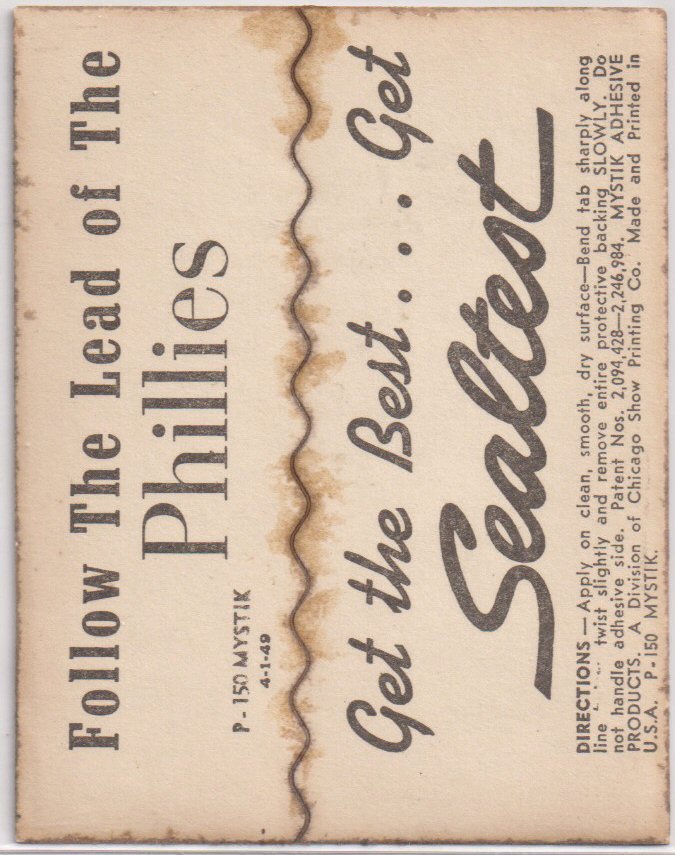 Follow The Lead of The
Phillies
P-150 MYSTIK
4-1-49
Get the Best... Get
Sealtest
DIRECTIONS — Apply on clean, smooth, dry surface—Bend tab sharply along
line twist slightly and remove entire protective backing SLOWLY. Do
not handle adhesive side. Patent Nos. 2,094,428—2,246,984. MYSTIK ADHESIVE
PRODUCTS. A Division of Chicago Show Printing Co. Made and Printed in
U.S.A. P-150 MYSTIK.